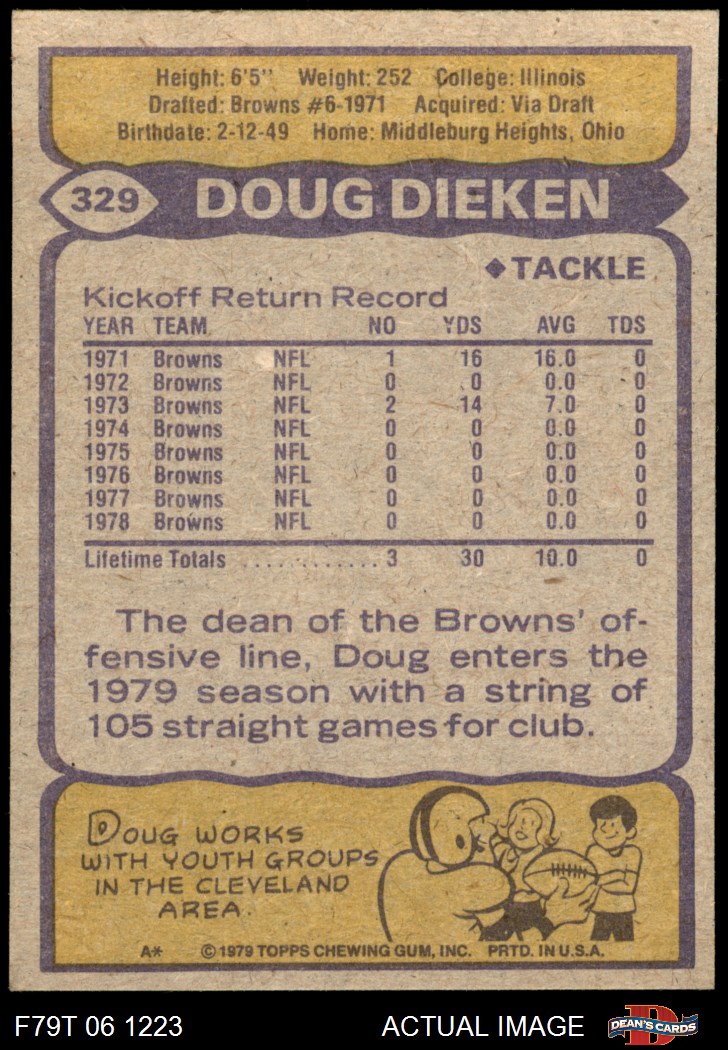 Height: 6'5" Weight: 252 College: Illinois
Drafted: Browns #6-1971 Acquired: Via Draft
Birthdate: 2-12-49 Home: Middleburg Heights, Ohio
329 DOUG DIEKEN
◆TACKLE
Kickoff Return Record
YEAR TEAM NO YDS AVG TDS
1971 Browns NFL 1 16 16.0 0
1972 Browns NFL 0 0 0.0 0
1973 Browns NFL 2 14 7.0 0
1974 Browns NFL 0 0 0.0 0
1975 Browns NFL 0 0 0.0 0
1976 Browns NFL 0 0 0.0 0
1977 Browns NFL 0 0 0.0 0
1978 Browns NFL 0 0 0.0 0
Lifetime Totals ............ 3 30 10.0 0
The dean of the Browns' of-
fensive line, Doug enters the
1979 season with a string of
105 straight games for club.
DOUG WORKS
WITH YOUTH GROUPS
IN THE CLEVELAND
AREA.
A* © 1979 TOPPS CHEWING GUM, INC. PRTD. IN U.S.A.
F79T 06 1223 ACTUAL IMAGE D DEAN'S CARDS